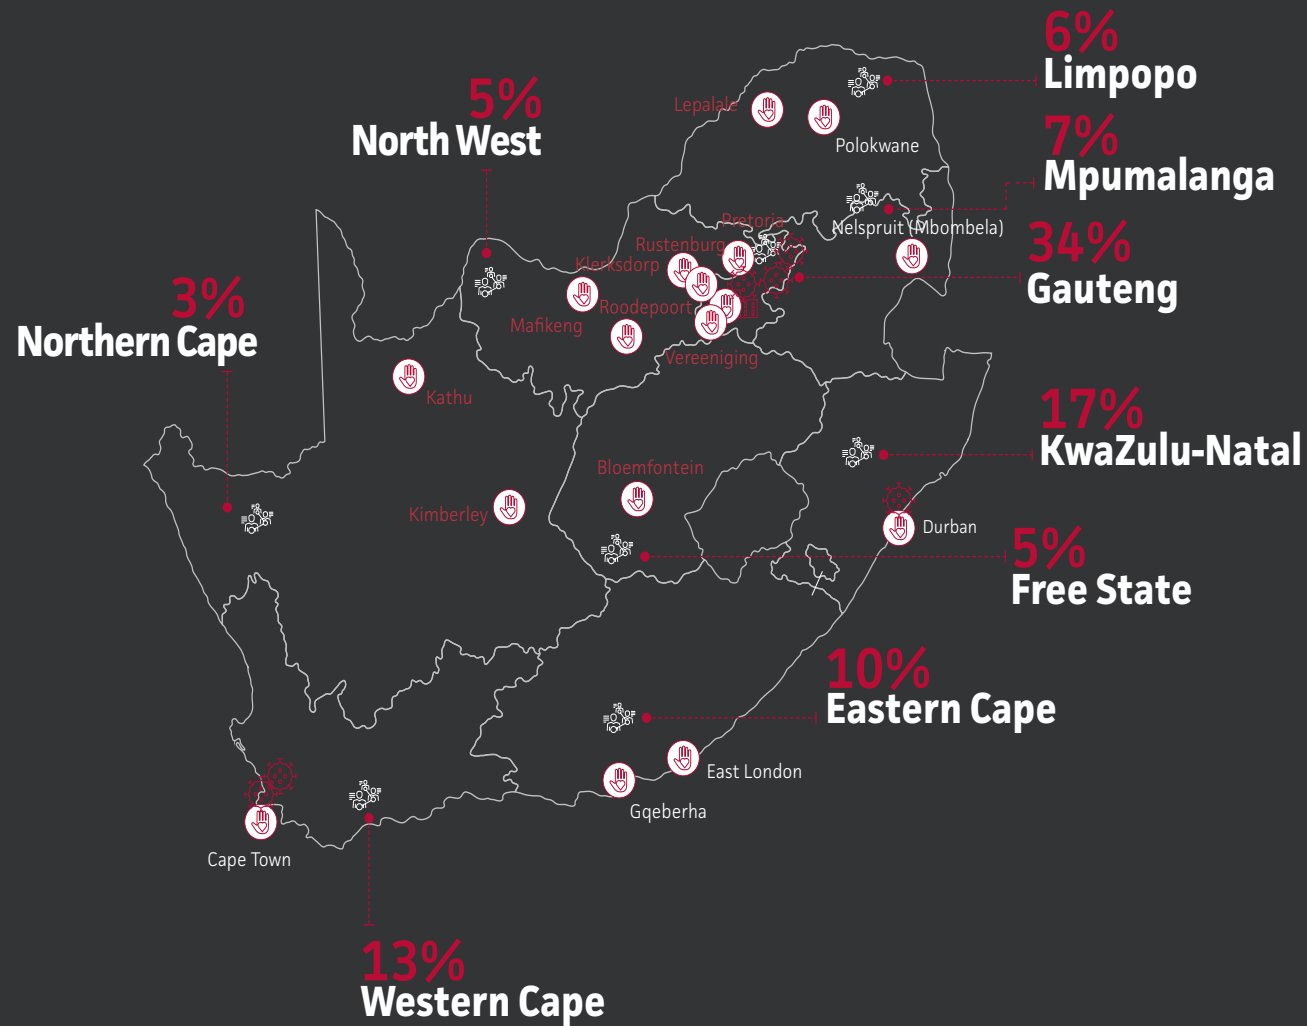 6%
Limpopo
5%
North West
Lepalale
Polokwane
7%
Mpumalanga
Pretoria
Nelspruit (Mbombela)
34%
Gauteng
Rustenburg
Klerksdorp
3%
Northern Cape
Roodepoort
Mafikeng
Vereeniging
Kathu
17%
KwaZulu-Natal
Bloemfontein
Kimberley
Durban
5%
Free State
10%
Eastern Cape
East London
Gqeberha
Cape Town
13%
Western Cape